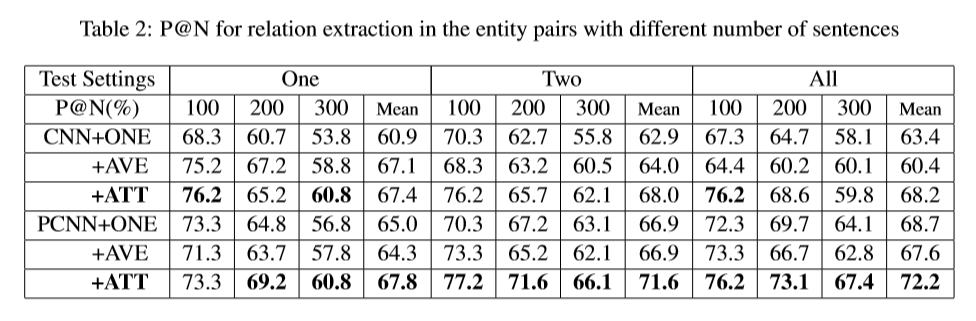 Table 2: P@N for relation extraction in the entity pairs with different number of sentences
Test Settings One Two All
P@N(%) 100 200 300 Mean 100 200 300 Mean 100 200 300 Mean
CNN+ONE 68.3 60.7 53.8 60.9 70.3 62.7 55.8 62.9 67.3 64.7 58.1 63.4
+AVE 75.2 67.2 58.8 67.1 68.3 63.2 60.5 64.0 64.4 60.2 60.1 60.4
+ATT 76.2 65.2 60.8 67.4 76.2 65.7 62.1 68.0 76.2 68.6 59.8 68.2
PCNN+ONE 73.3 64.8 56.8 65.0 70.3 67.2 63.1 66.9 72.3 69.7 64.1 68.7
+AVE 71.3 63.7 57.8 64.3 73.3 65.2 62.1 66.9 73.3 66.7 62.8 67.6
+ATT 73.3 69.2 60.8 67.8 77.2 71.6 66.1 71.6 76.2 73.1 67.4 72.2